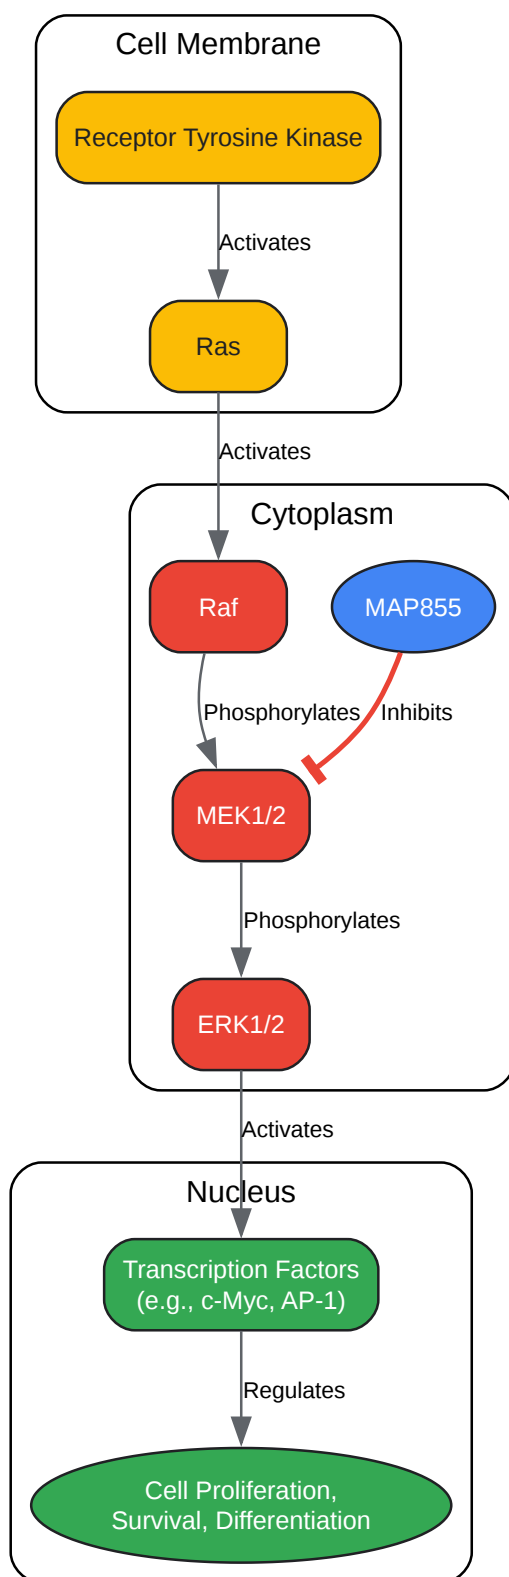 Cell Membrane
Receptor Tyrosine Kinase
Activates
Ras
Activates
Cytoplasm
Raf
MAP855
Phosphorylates
Inhibits
MEK1/2
Phosphorylates
ERK1/2
Activates
Nucleus
Transcription Factors
(e.g., c-Myc, AP-1)
Regulates
Cell Proliferation,
Survival, Differentiation